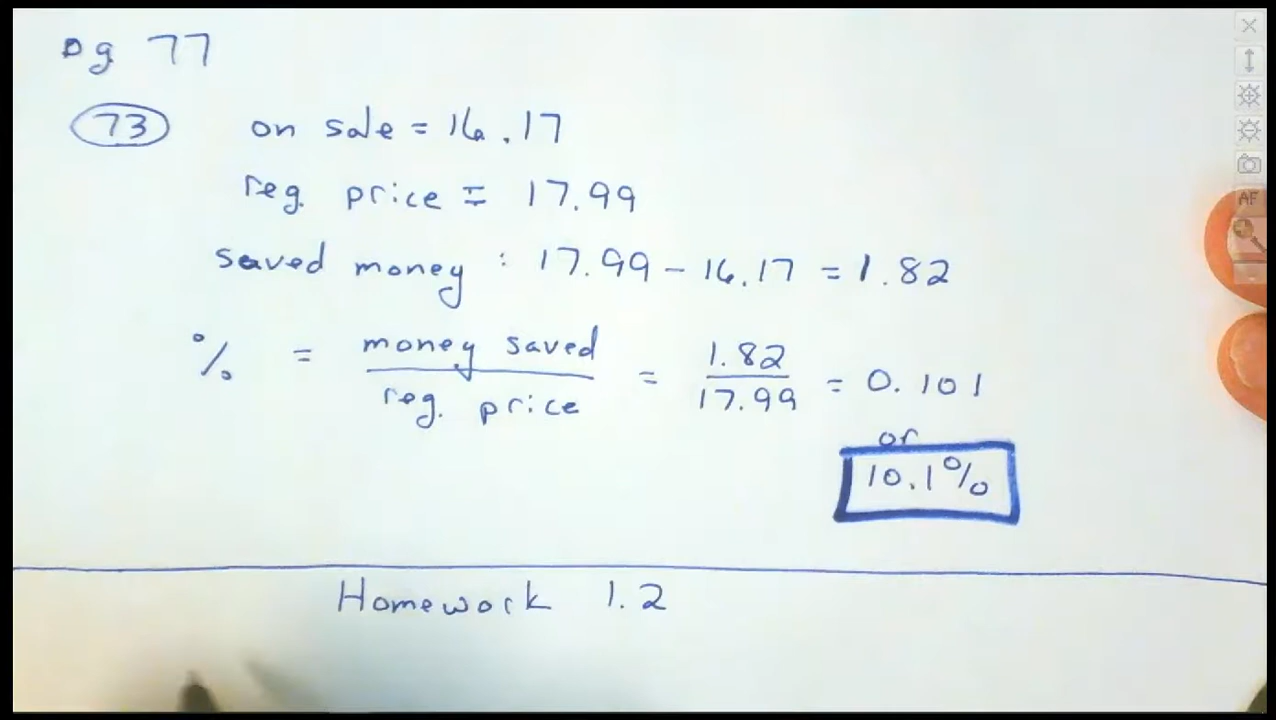 pg 77
73 on sale = 16.17
reg. price = 17.99
saved money : 17.99 - 16.17 = 1.82
% = money saved / reg. price = 1.82 / 17.99 = 0.101
or
10.1%
Homework 1.2
AF